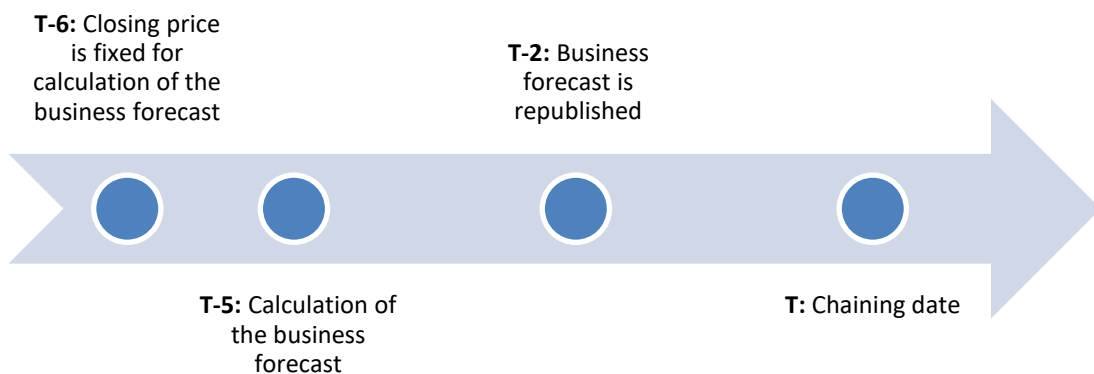 T-6: Closing price
is fixed for
calculation of the
business forecast
T-5: Calculation of
the business
forecast
T-2: Business
forecast is
republished
T: Chaining date